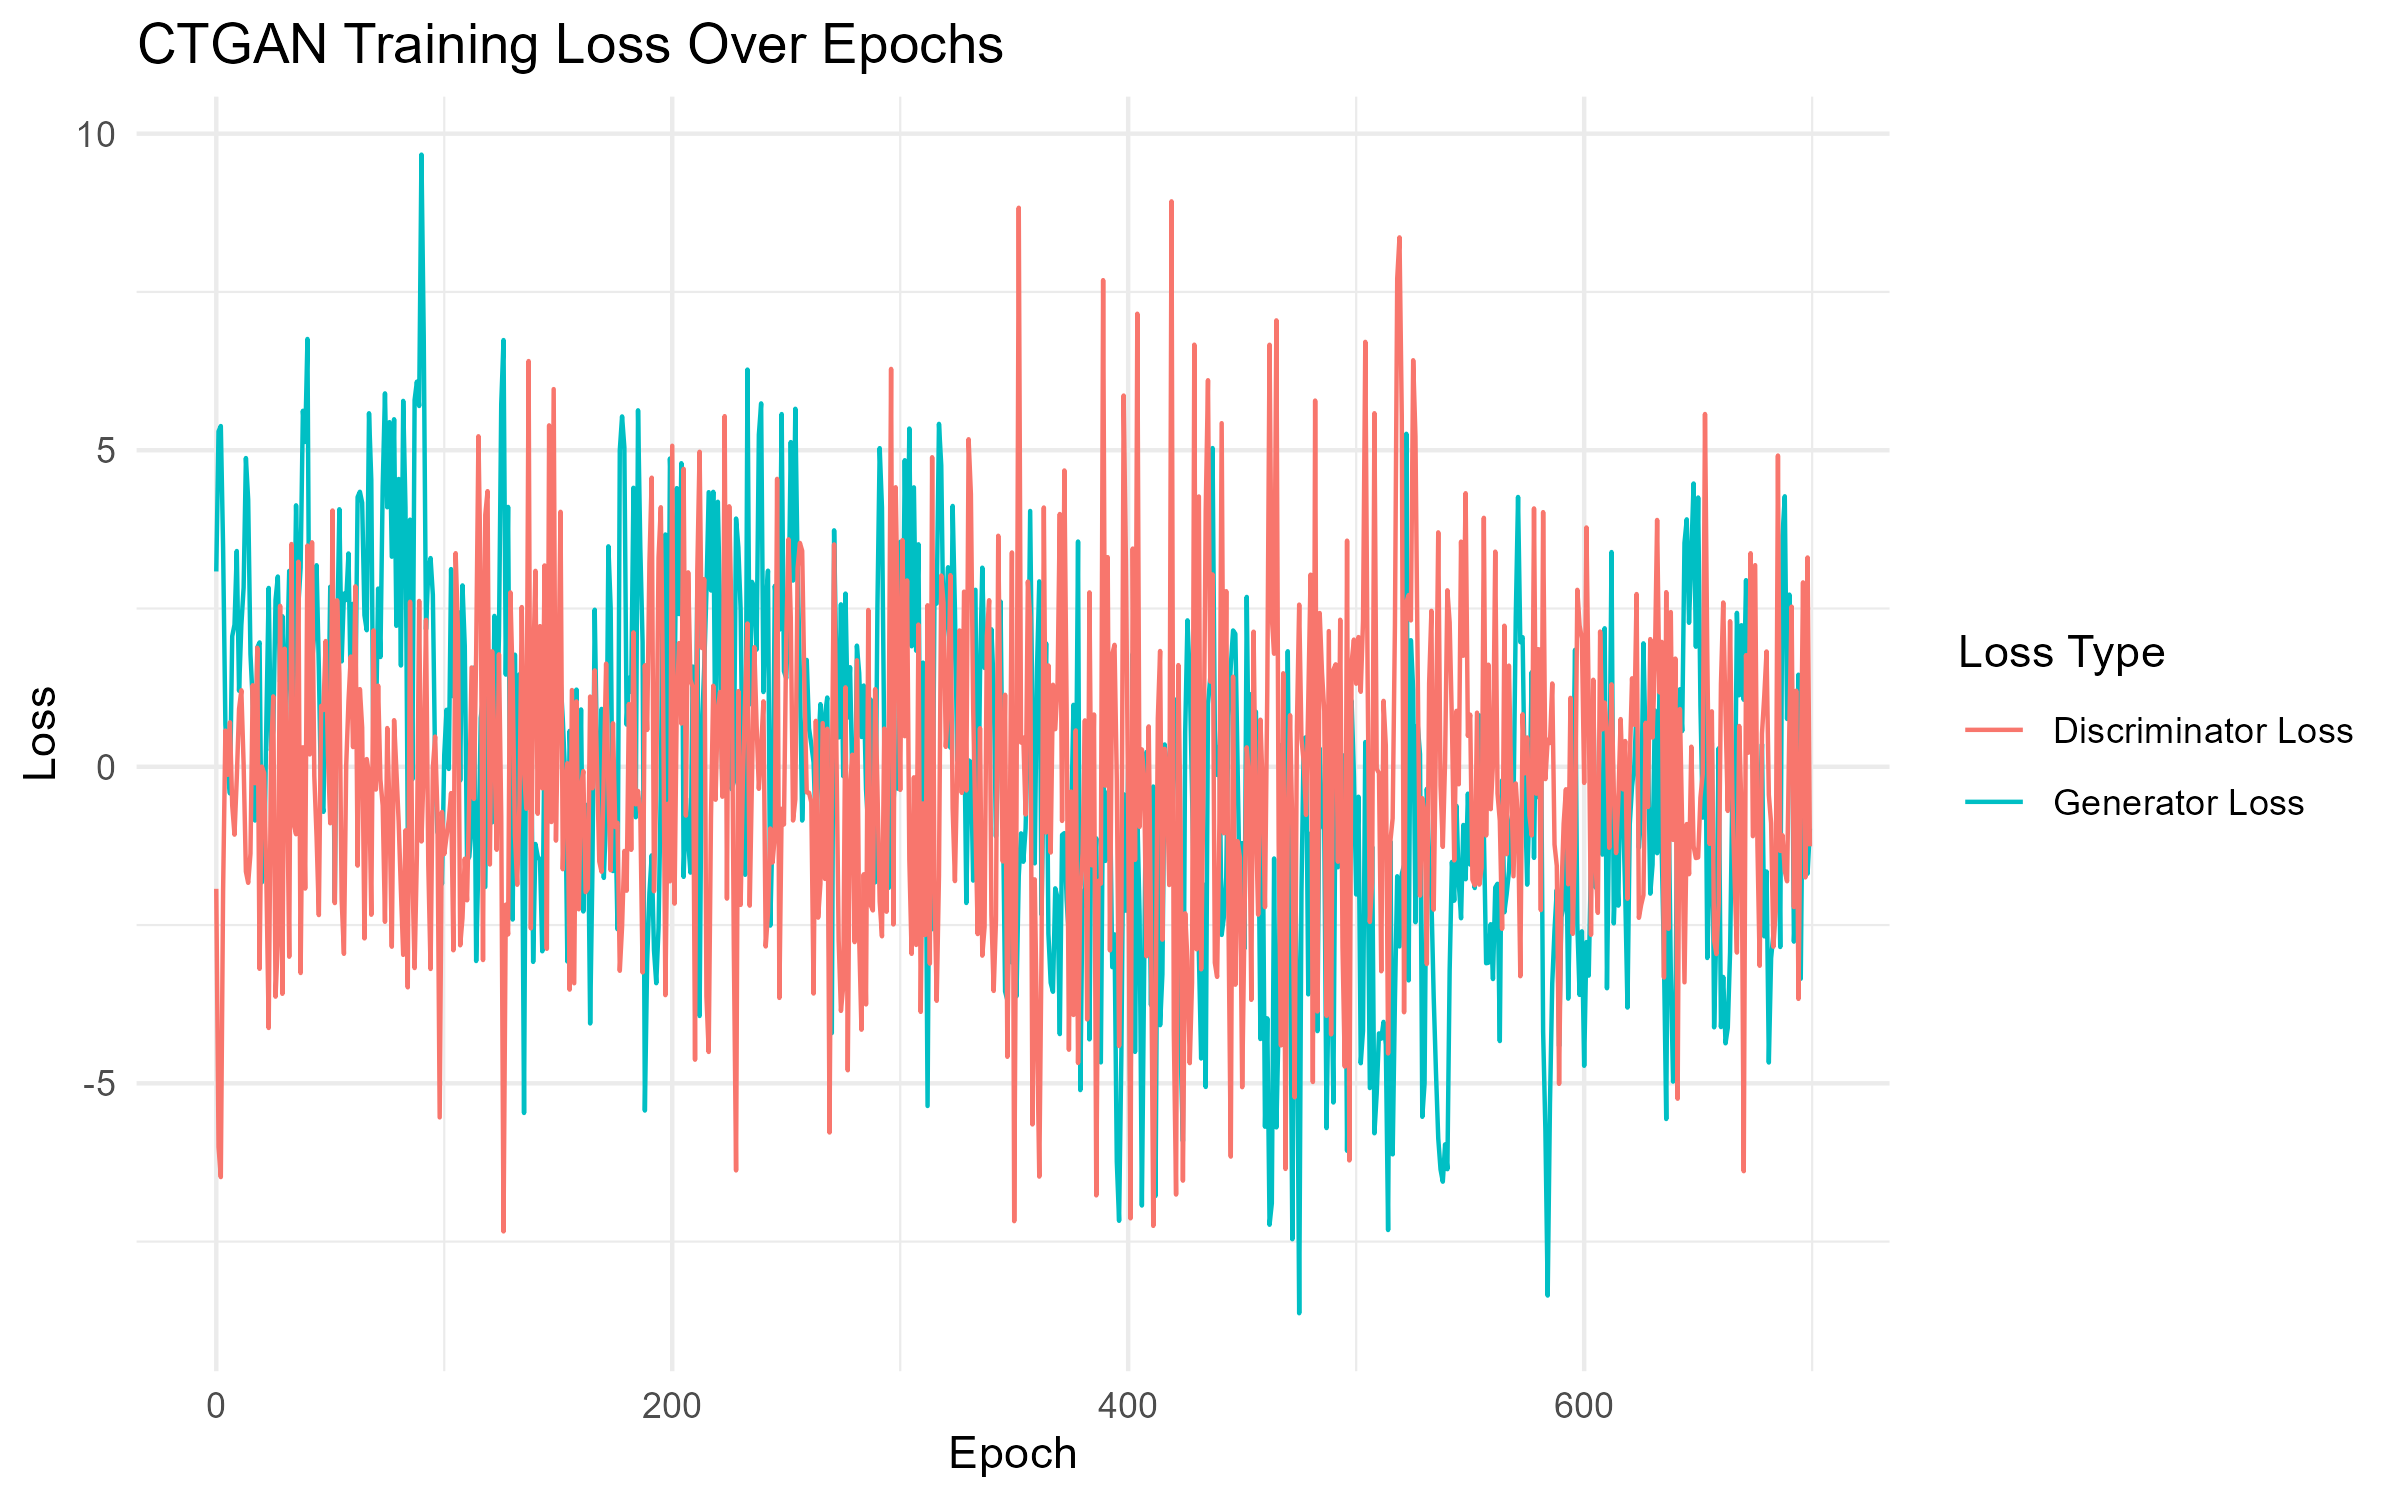 CTGAN Training Loss Over Epochs
10
5
0
-5
Loss
0 200 400 600
Epoch
Loss Type
Discriminator Loss
Generator Loss